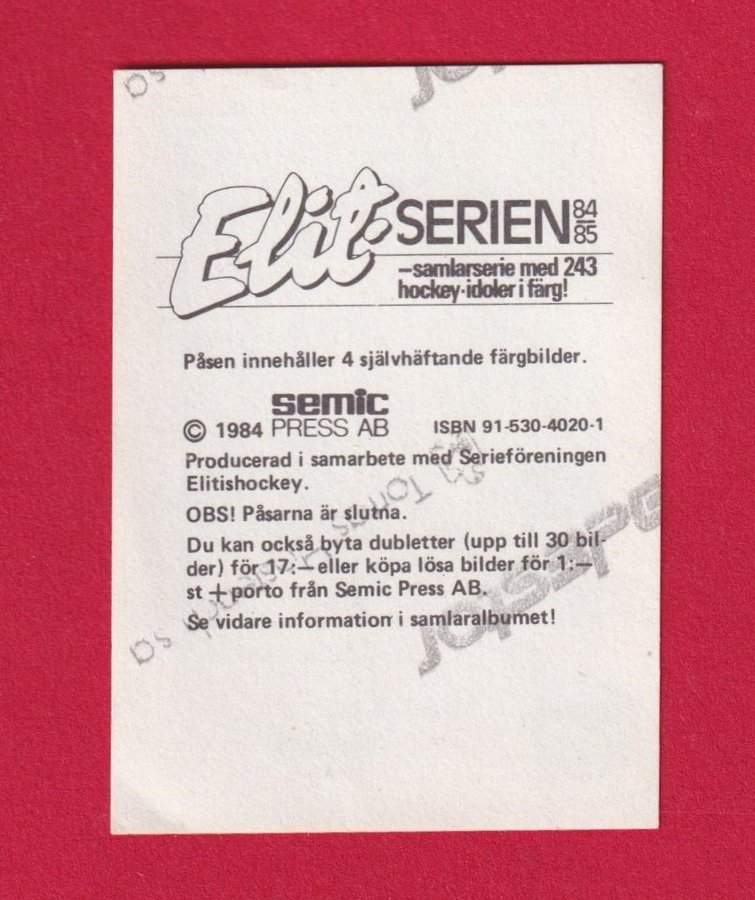 Elit-SERIEN 84/85
–samlarserie med 243
hockey-idoler i färg!
Påsen innehåller 4 självhäftande färgbilder.
semic
© 1984 PRESS AB ISBN 91-530-4020-1
Producerad i samarbete med Serieföreningen
Elitishockey.
OBS! Påsarna är slutna.
Du kan också byta dubletter (upp till 30 bil-
der) för 17:— eller köpa lösa bilder för 1:—
st + porto från Semic Press AB.
Se vidare information i samlaralbumet!